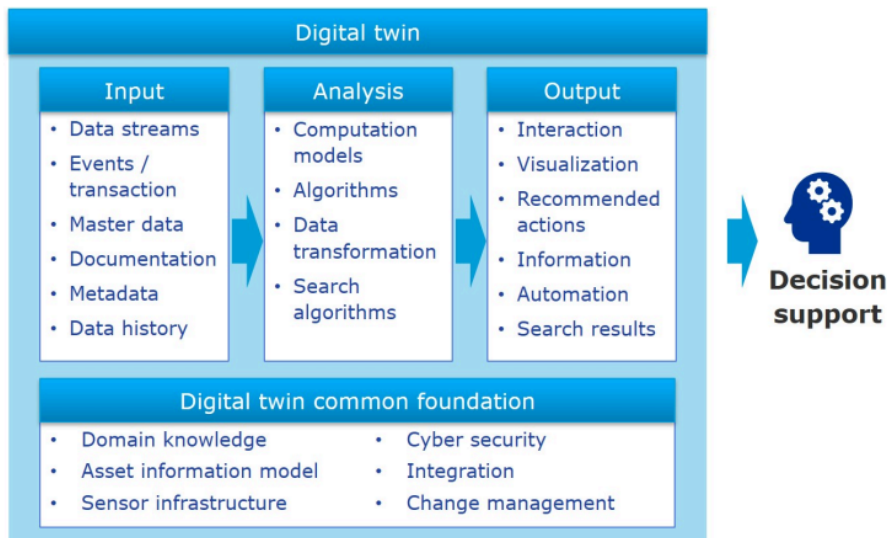 Digital twin
Input
• Data streams
• Events /
transaction
• Master data
• Documentation
• Metadata
• Data history
Analysis
• Computation
models
• Algorithms
• Data
transformation
• Search
algorithms
Output
• Interaction
• Visualization
• Recommended
actions
• Information
• Automation
• Search results
Decision
support
Digital twin common foundation
• Domain knowledge
• Asset information model
• Sensor infrastructure
• Cyber security
• Integration
• Change management